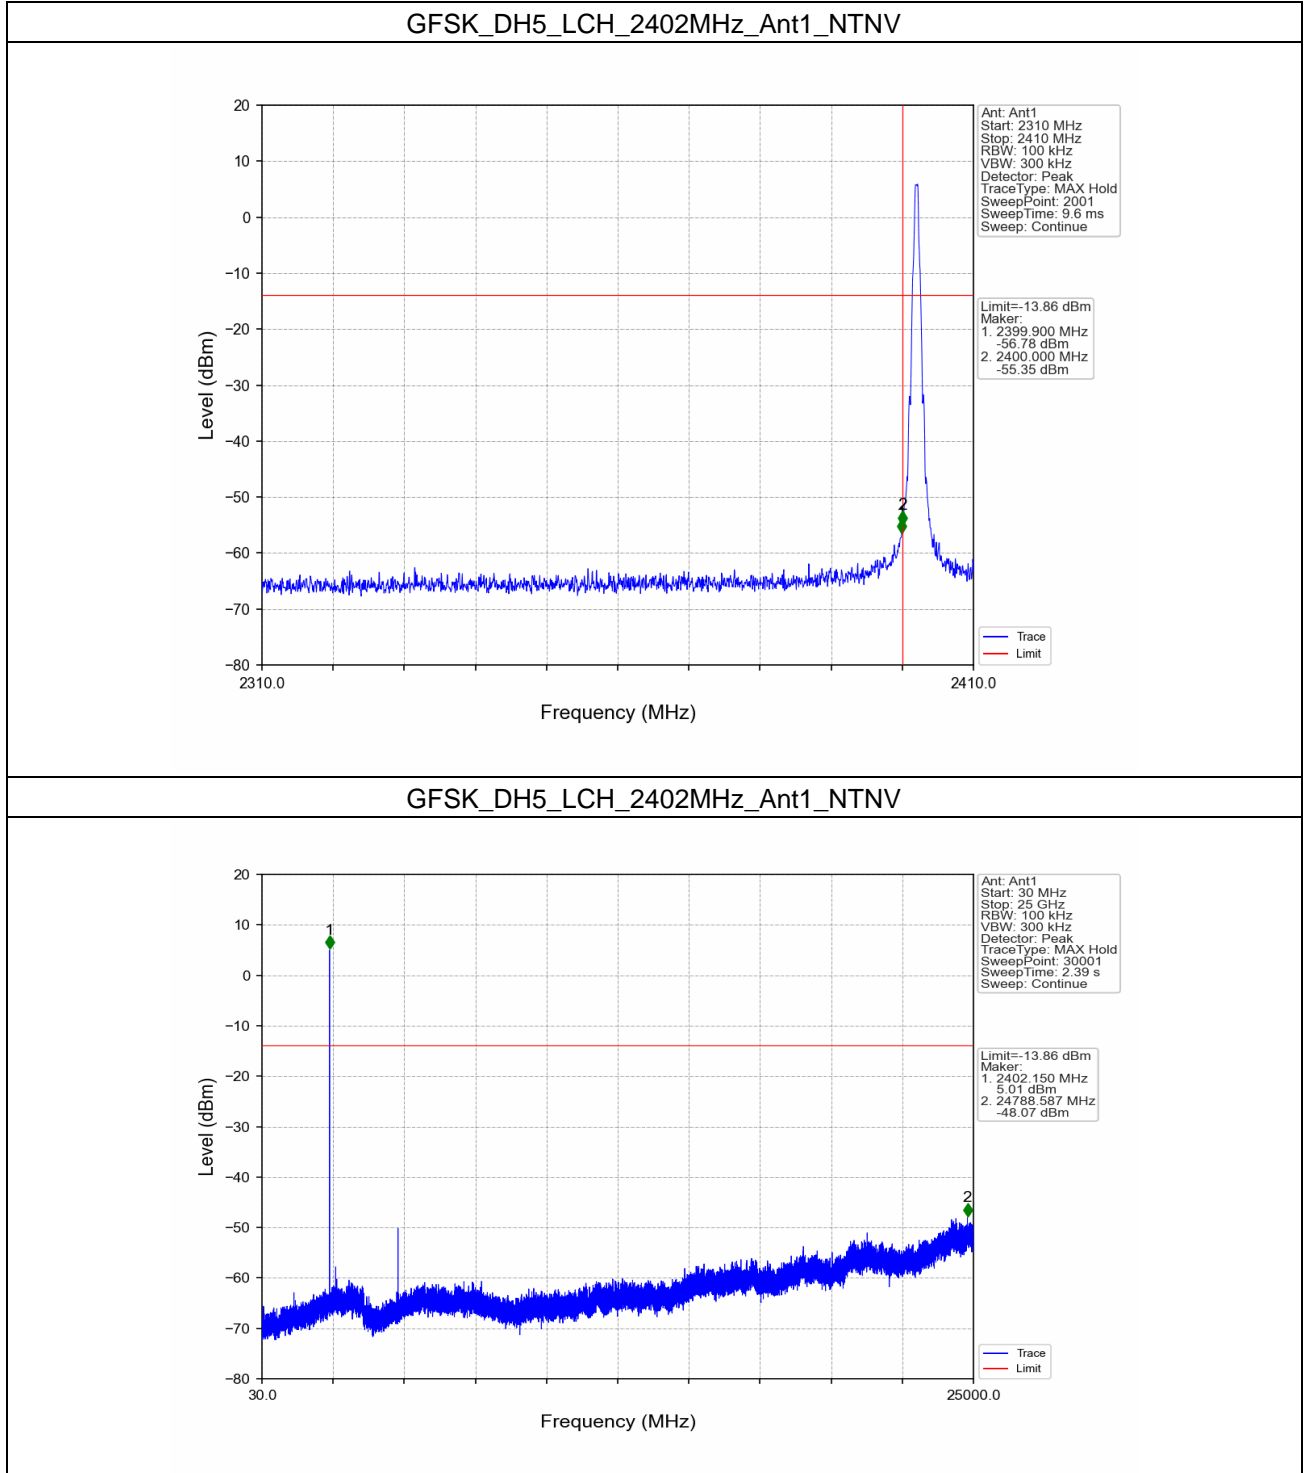 GFSK_DH5_LCH_2402MHz_Ant1_NTNV
20
10
0
−10
−20
−30
−40
−50
−60
−70
−80
Level (dBm)
2310.0
2410.0
Frequency (MHz)
2
Ant: Ant1
Start: 2310 MHz
Stop: 2410 MHz
RBW: 100 kHz
VBW: 300 kHz
Detector: Peak
TraceType: MAX Hold
SweepPoint: 2001
SweepTime: 9.6 ms
Sweep: Continue
Limit=-13.86 dBm
Maker:
1. 2399.900 MHz
-56.78 dBm
2. 2400.000 MHz
-55.35 dBm
Trace
Limit
GFSK_DH5_LCH_2402MHz_Ant1_NTNV
20
10
0
−10
−20
−30
−40
−50
−60
−70
−80
Level (dBm)
30.0
25000.0
Frequency (MHz)
1
2
Ant: Ant1
Start: 30 MHz
Stop: 25 GHz
RBW: 100 kHz
VBW: 300 kHz
Detector: Peak
TraceType: MAX Hold
SweepPoint: 30001
SweepTime: 2.39 s
Sweep: Continue
Limit=-13.86 dBm
Maker:
1. 2402.150 MHz
5.01 dBm
2. 24788.587 MHz
-48.07 dBm
Trace
Limit